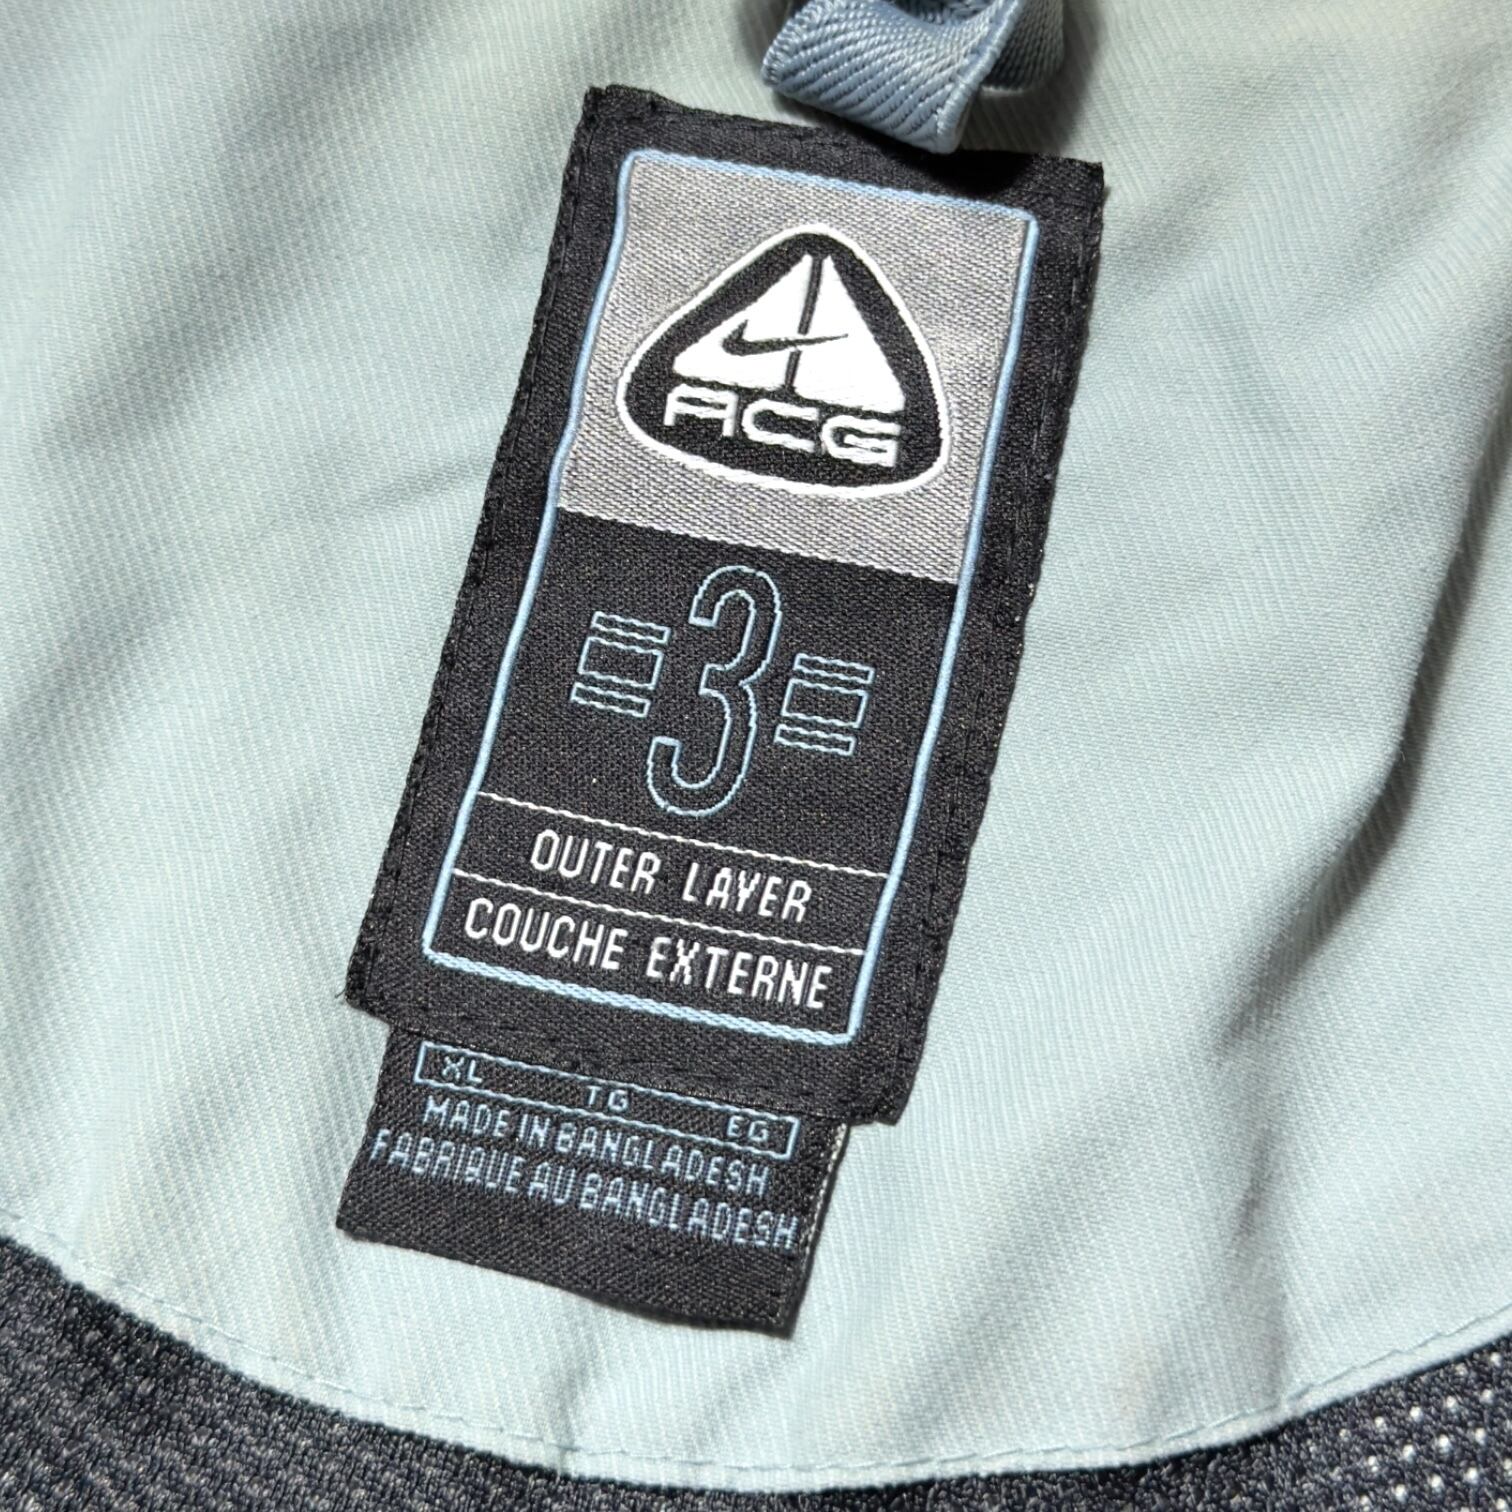 ACG
3
OUTER LAYER
COUCHE EXTERNE
XL TG EG
MADE IN BANGLADESH
FABRIQUE AU BANGLADESH